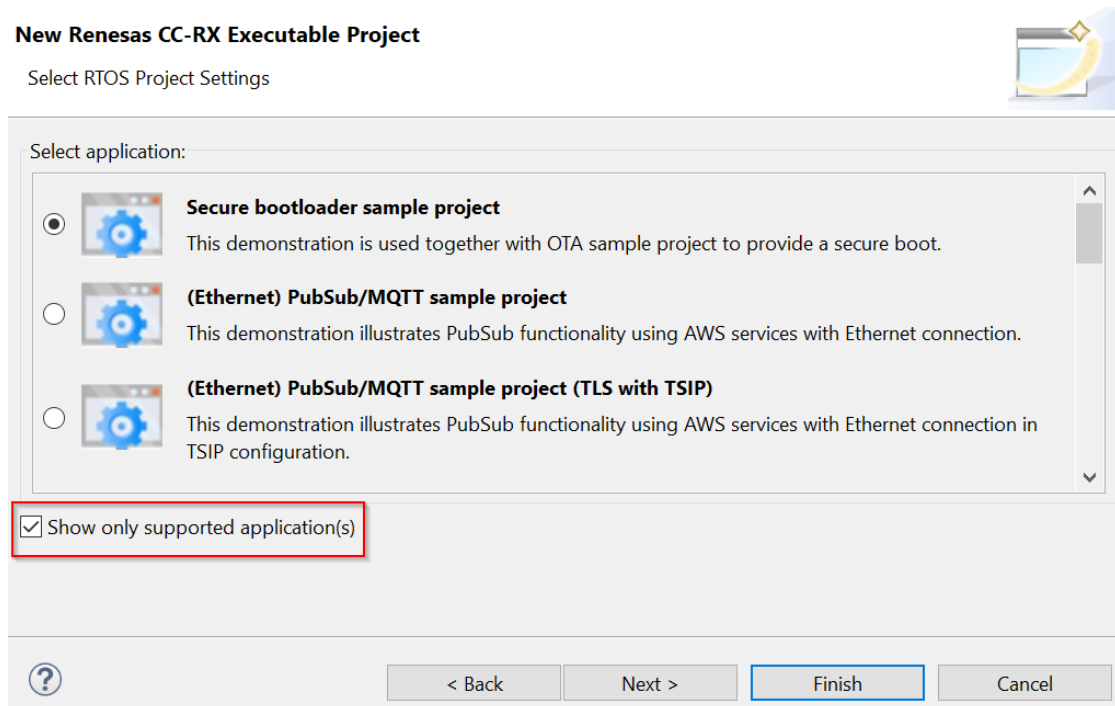 New Renesas CC-RX Executable Project
Select RTOS Project Settings
Select application:
Secure bootloader sample project
This demonstration is used together with OTA sample project to provide a secure boot.
(Ethernet) PubSub/MQTT sample project
This demonstration illustrates PubSub functionality using AWS services with Ethernet connection.
(Ethernet) PubSub/MQTT sample project (TLS with TSIP)
This demonstration illustrates PubSub functionality using AWS services with Ethernet connection in
TSIP configuration.
Show only supported application(s)
? < Back Next > Finish Cancel